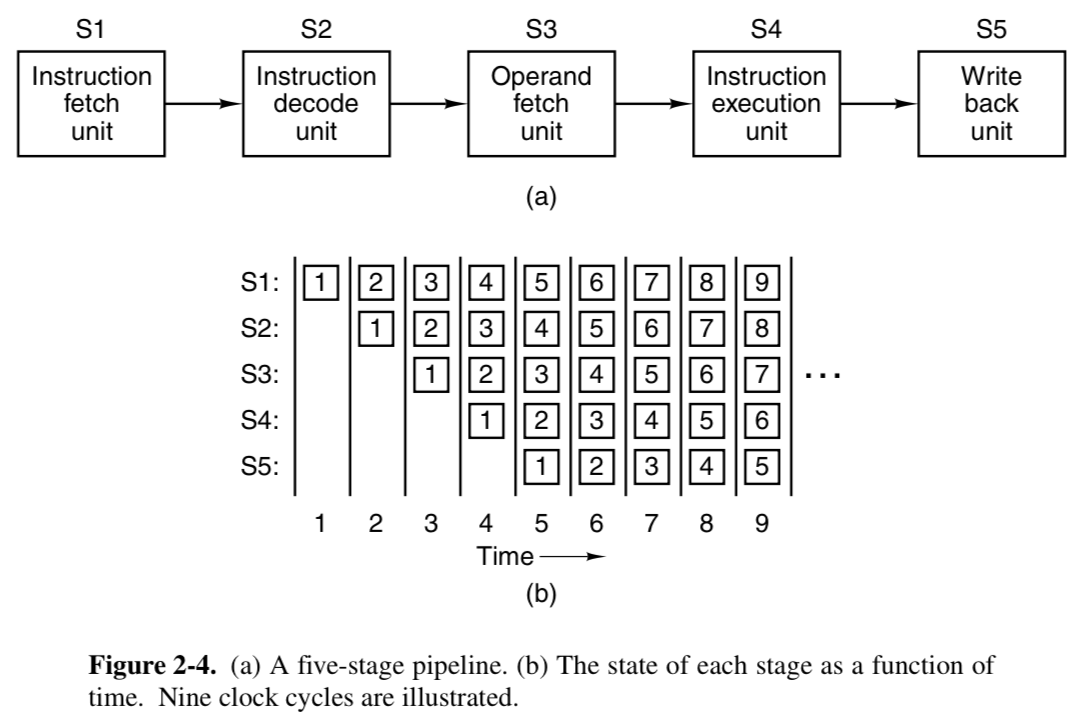 S1 S2 S3 S4 S5
Instruction Instruction Operand Instruction Write
fetch decode fetch execution back
unit unit unit unit unit
(a)
S1: 1 2 3 4 5 6 7 8 9
S2: 1 2 3 4 5 6 7 8
S3: 1 2 3 4 5 6 7 ...
S4: 1 2 3 4 5 6
S5: 1 2 3 4 5
1 2 3 4 5 6 7 8 9
Time
(b)
Figure 2-4. (a) A five-stage pipeline. (b) The state of each stage as a function of
time. Nine clock cycles are illustrated.